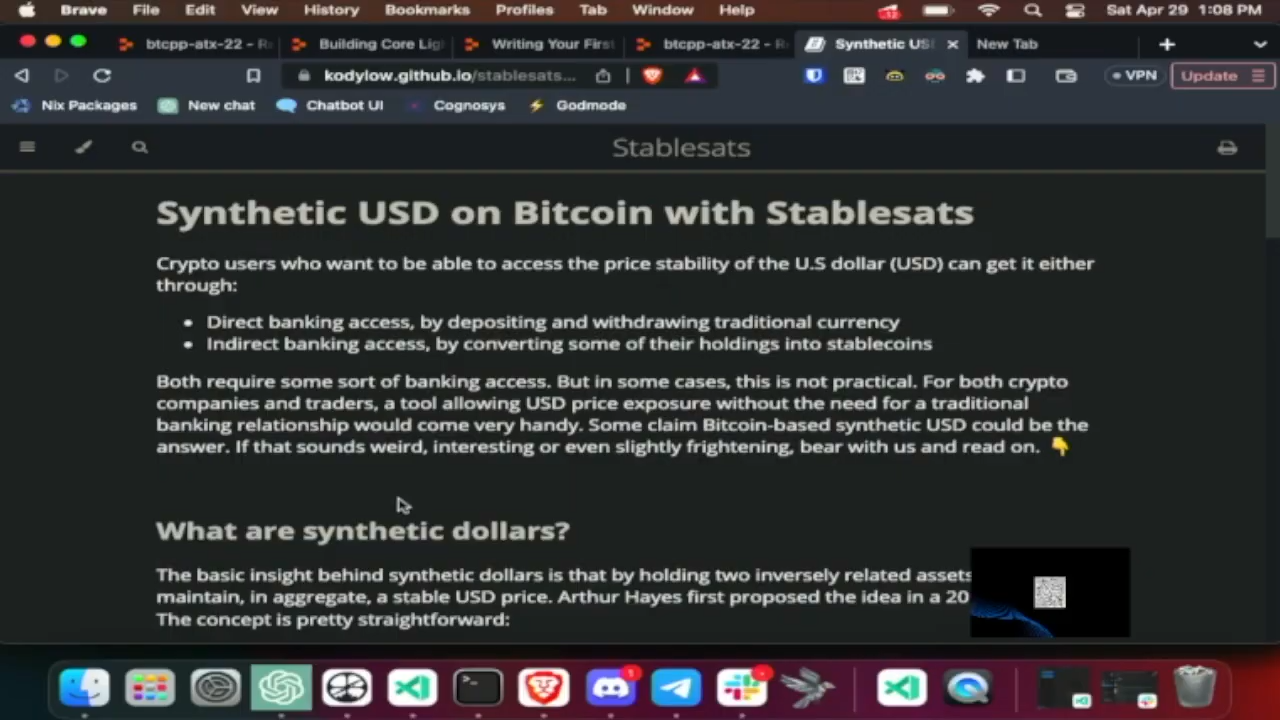 Brave File Edit View History Bookmarks Profiles Tab Window Help Sat Apr 29 1:08 PM
btcpp-atx-22 - R Building Core Lig Writing Your First btcpp-atx-22 - R Synthetic US New Tab
kodylow.github.io/stablesats... VPN Update
Nix Packages New chat Chatbot UI Cognosys Godmode
Stablesats
Synthetic USD on Bitcoin with Stablesats
Crypto users who want to be able to access the price stability of the U.S dollar (USD) can get it either
through:
• Direct banking access, by depositing and withdrawing traditional currency
• Indirect banking access, by converting some of their holdings into stablecoins
Both require some sort of banking access. But in some cases, this is not practical. For both crypto
companies and traders, a tool allowing USD price exposure without the need for a traditional
banking relationship would come very handy. Some claim Bitcoin-based synthetic USD could be the
answer. If that sounds weird, interesting or even slightly frightening, bear with us and read on. 👇
What are synthetic dollars?
The basic insight behind synthetic dollars is that by holding two inversely related assets
maintain, in aggregate, a stable USD price. Arthur Hayes first proposed the idea in a 20
The concept is pretty straightforward: